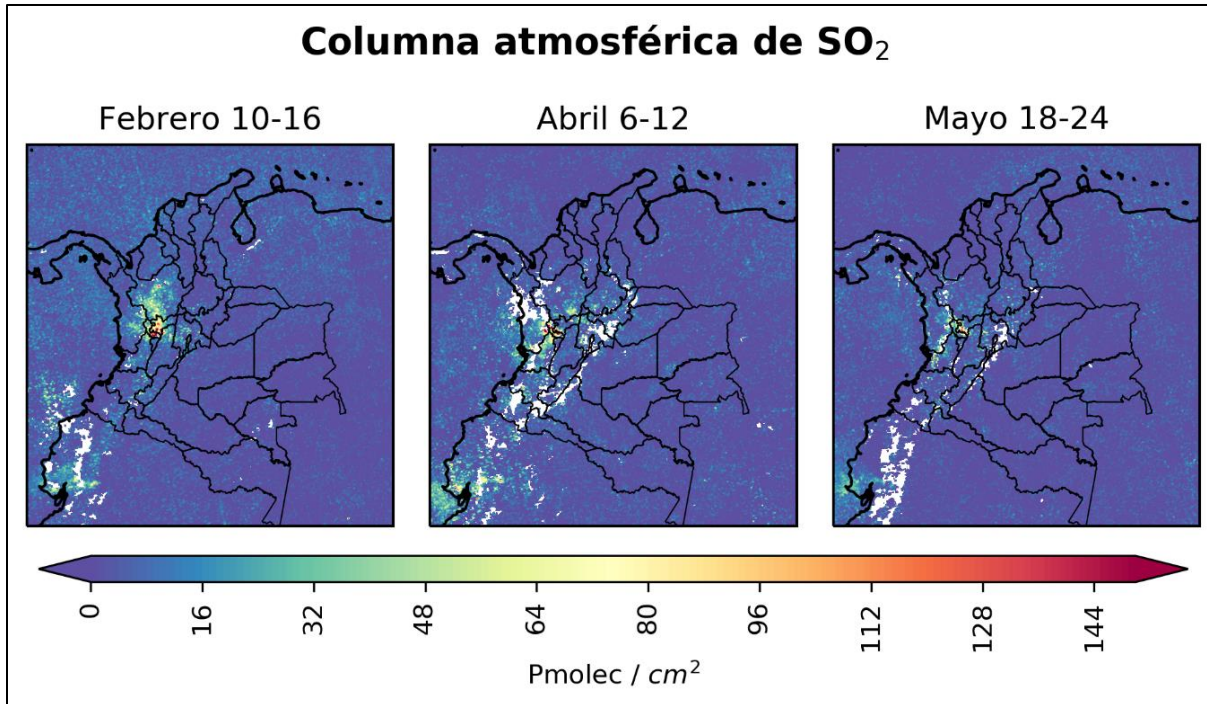 Columna atmosférica de SO₂
Febrero 10-16 Abril 6-12 Mayo 18-24
0 16 32 48 64 80 96 112 128 144
Pmolec / cm²